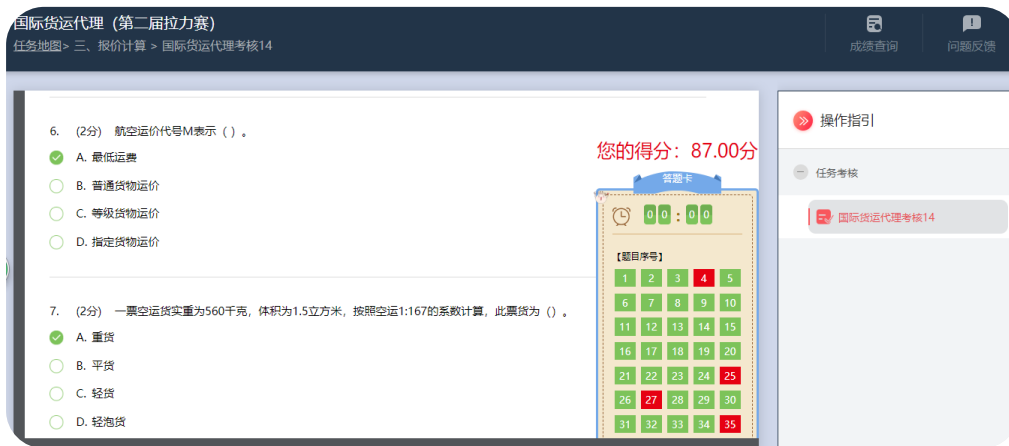 国际货运代理（第二届拉力赛）
任务地图> 三、报价计算 > 国际货运代理考核14
成绩查询
问题反馈
6. (2分) 航空运价代号M表示（ ）。
A. 最低运费
B. 普通货物运价
C. 等级货物运价
D. 指定货物运价
7. (2分) 一票空运货实重为560千克，体积为1.5立方米，按照空运1:167的系数计算，此票货为（）。
A. 重货
B. 平货
C. 轻货
D. 轻泡货
您的得分：87.00分
答题卡
00:00
【题目序号】
1 2 3 4 5
6 7 8 9 10
11 12 13 14 15
16 17 18 19 20
21 22 23 24 25
26 27 28 29 30
31 32 33 34 35
操作指引
任务考核
国际货运代理考核14